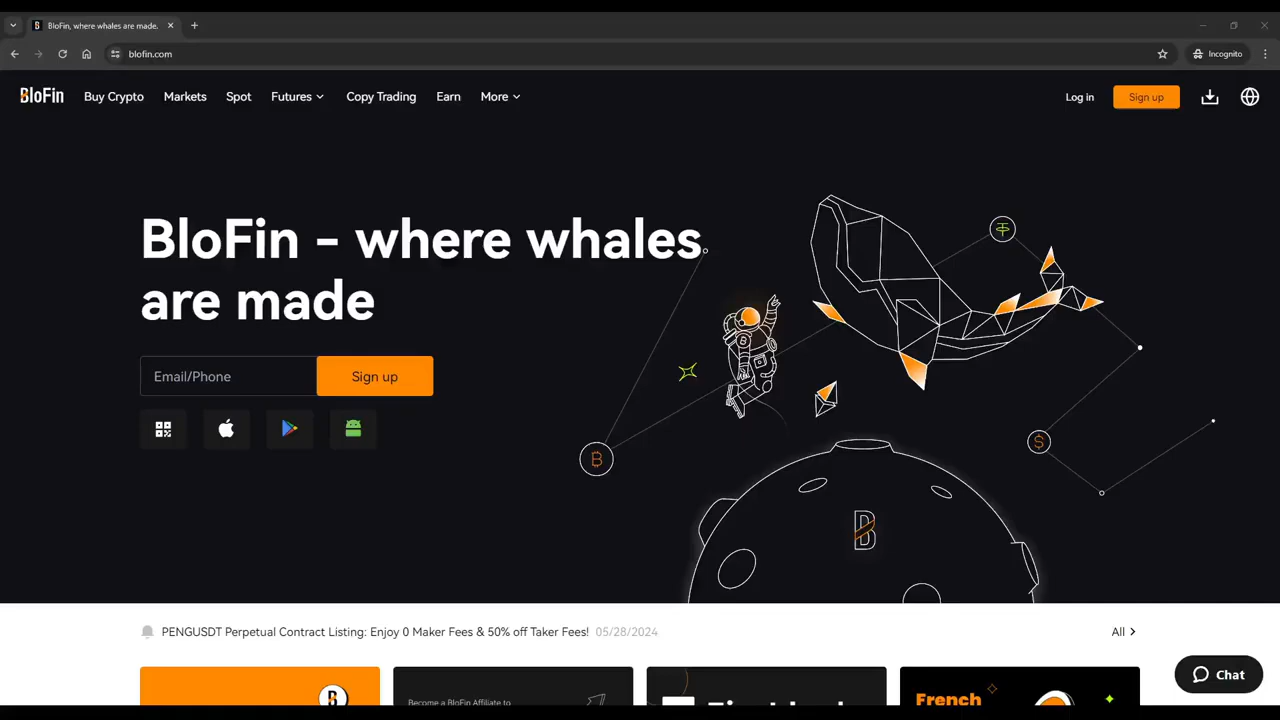 BloFin, where whales are made.
blofin.com
Incognito
BloFin
Buy Crypto
Markets
Spot
Futures
Copy Trading
Earn
More
Log in
Sign up
BloFin - where whales
are made
Email/Phone
Sign up
PENGUSDT Perpetual Contract Listing: Enjoy 0 Maker Fees & 50% off Taker Fees! 05/28/2024
All
Become a BloFin Affiliate to
French
Chat